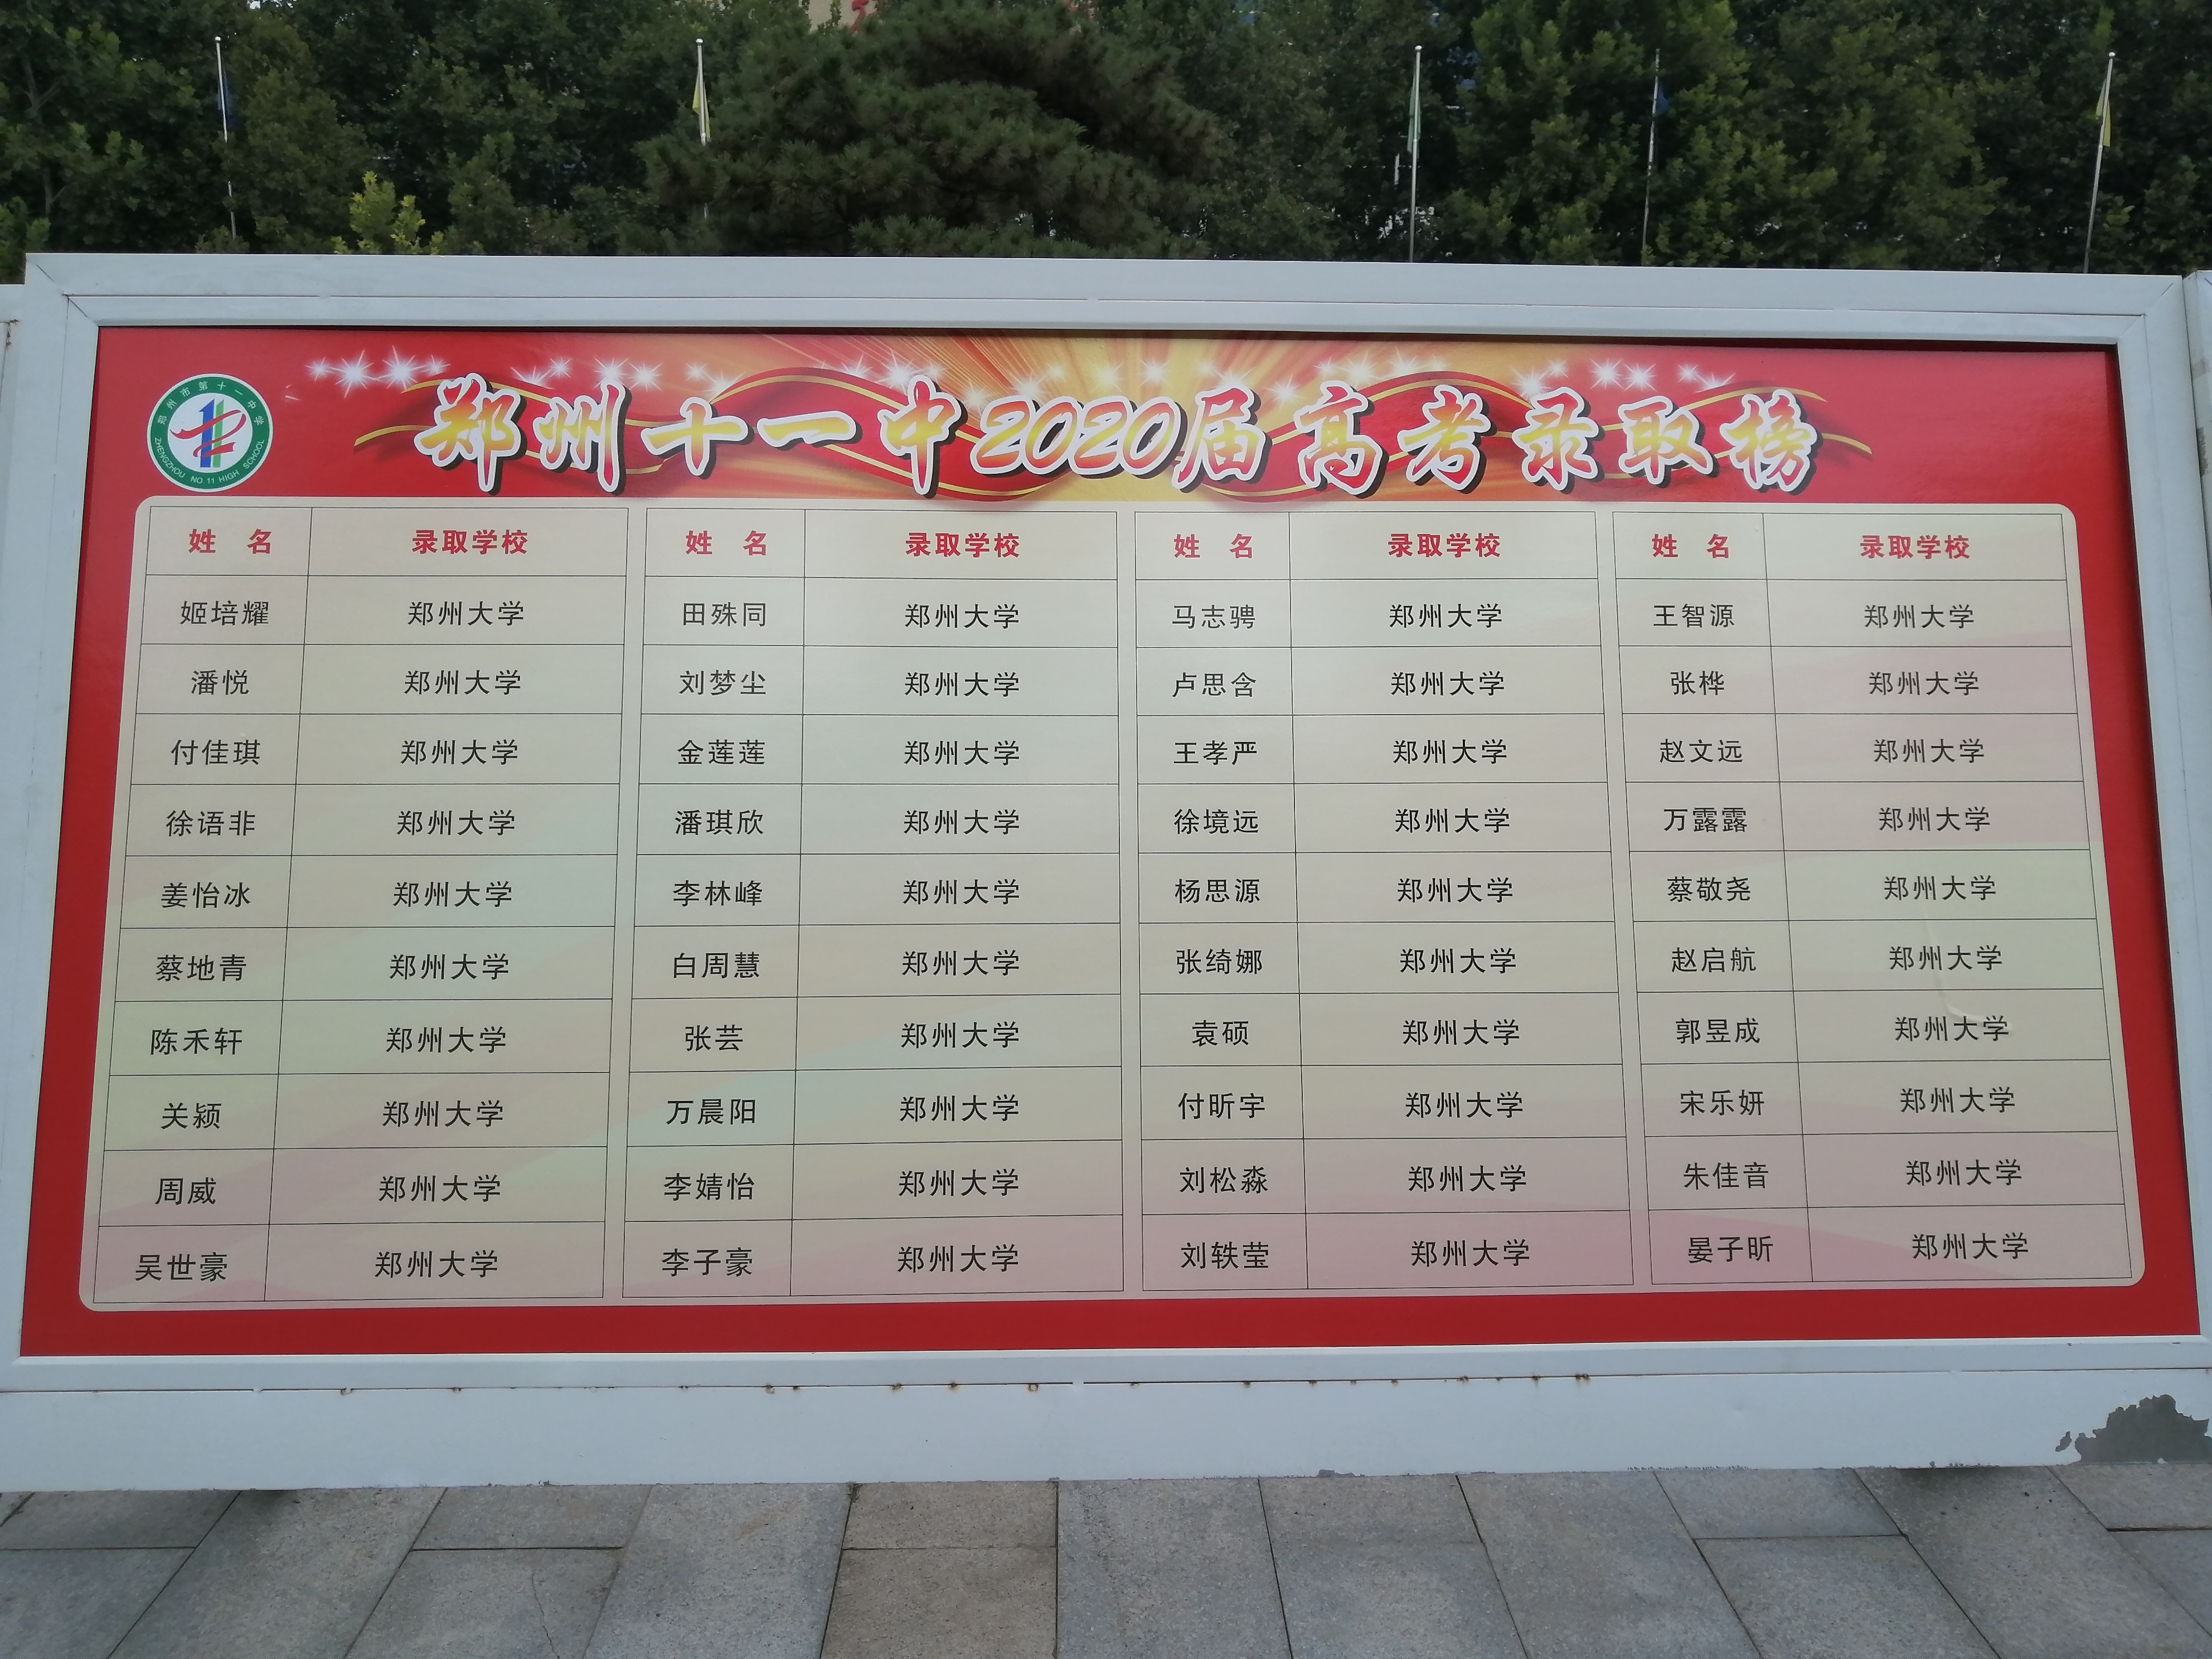 郑州市第十一中学
ZHENGZHOU NO 11 HIGH SCHOOL
郑州十一中2020届高考录取榜
姓 名 录取学校 姓 名 录取学校 姓 名 录取学校 姓 名 录取学校
姬培耀 郑州大学 田殊同 郑州大学 马志骋 郑州大学 王智源 郑州大学
潘悦 郑州大学 刘梦尘 郑州大学 卢思含 郑州大学 张桦 郑州大学
付佳琪 郑州大学 金莲莲 郑州大学 王孝严 郑州大学 赵文远 郑州大学
徐语非 郑州大学 潘琪欣 郑州大学 徐境远 郑州大学 万露露 郑州大学
姜怡冰 郑州大学 李林峰 郑州大学 杨思源 郑州大学 蔡敬尧 郑州大学
蔡地青 郑州大学 白周慧 郑州大学 张绮娜 郑州大学 赵启航 郑州大学
陈禾轩 郑州大学 张芸 郑州大学 袁硕 郑州大学 郭昱成 郑州大学
关颍 郑州大学 万晨阳 郑州大学 付昕宇 郑州大学 宋乐妍 郑州大学
周威 郑州大学 李婧怡 郑州大学 刘松淼 郑州大学 朱佳音 郑州大学
吴世豪 郑州大学 李子豪 郑州大学 刘轶莹 郑州大学 晏子昕 郑州大学